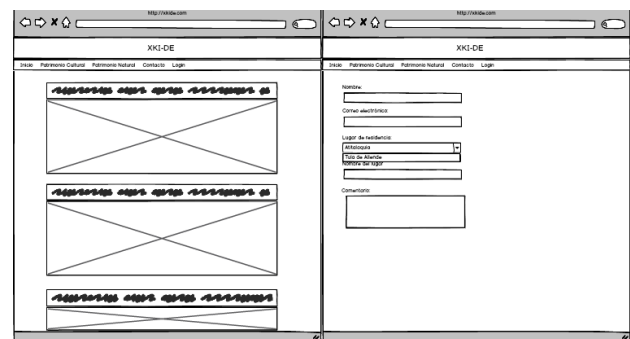 http://xkide.com
XKI-DE
Inicio Patrimonio Cultural Patrimonio Natural Contacto Login
http://xkide.com
XKI-DE
Inicio Patrimonio Cultural Patrimonio Natural Contacto Login
Nombre:
Correo electrónico:
Lugar de residencia:
Atitalaquia
Tula de Allende
Nombre del lugar
Comentario: